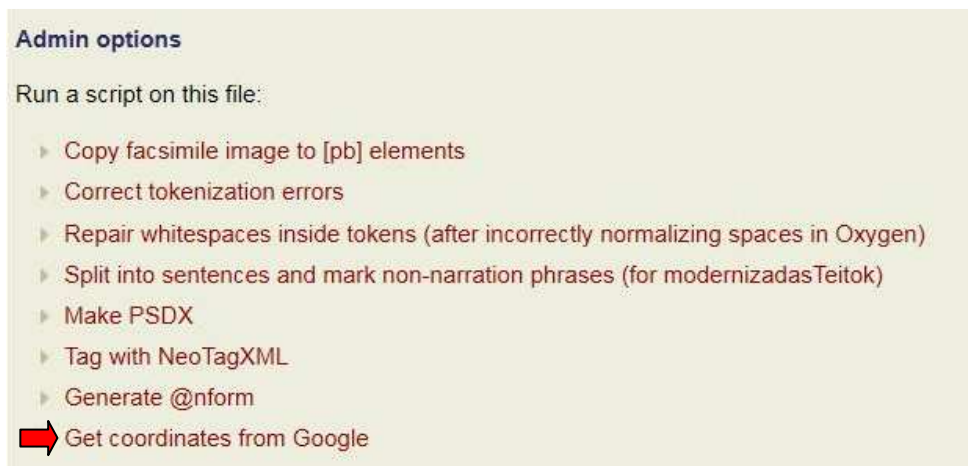 Admin options
Run a script on this file:
Copy facsimile image to [pb] elements
Correct tokenization errors
Repair whitespaces inside tokens (after incorrectly normalizing spaces in Oxygen)
Split into sentences and mark non-narration phrases (for modernizadasTeitok)
Make PSDX
Tag with NeoTagXML
Generate @nform
Get coordinates from Google